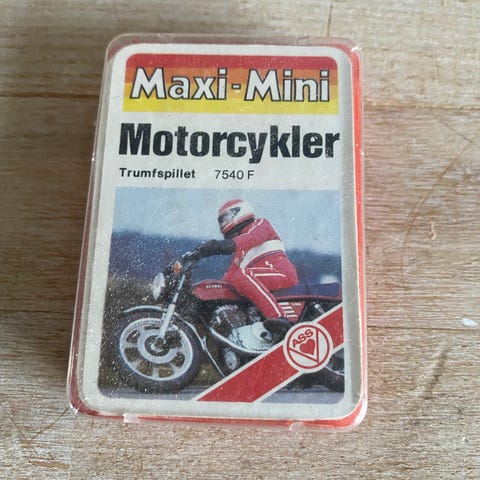 Maxi-Mini
Motorcykler
Trumfspillet 7540 F
ASS